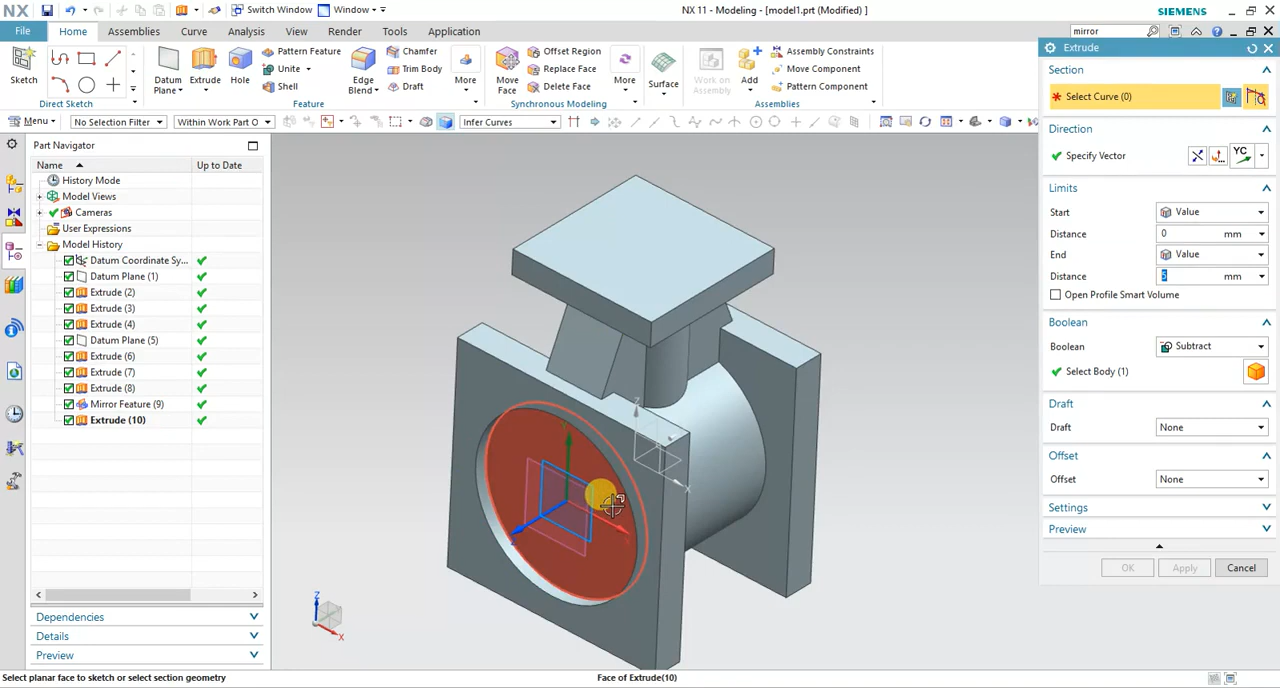 NX Switch Window Window NX 11 - Modeling - [model1.prt (Modified) ] SIEMENS
File Home Assemblies Curve Analysis View Render Tools Application mirror
Sketch Datum Plane Extrude Hole Pattern Feature Unite Shell Edge Blend Chamfer Trim Body Draft More Move Face Offset Region Replace Face Delete Face More Surface Work on Assembly Add Assembly Constraints Move Component Pattern Component
Direct Sketch Feature Synchronous Modeling Assemblies
Menu No Selection Filter Within Work Part O Infer Curves
Part Navigator
Name Up to Date
History Mode
Model Views
Cameras
User Expressions
Model History
Datum Coordinate Sy...
Datum Plane (1)
Extrude (2)
Extrude (3)
Extrude (4)
Datum Plane (5)
Extrude (6)
Extrude (7)
Extrude (8)
Mirror Feature (9)
Extrude (10)
Dependencies
Details
Preview
Z
X
Y
X
Z
Z
X
Extrude
Section
* Select Curve (0)
Direction
Specify Vector YC
Limits
Start Value
Distance 0 mm
End Value
Distance 5 mm
Open Profile Smart Volume
Boolean
Boolean Subtract
Select Body (1)
Draft
Draft None
Offset
Offset None
Settings
Preview
OK Apply Cancel
Select planar face to sketch or select section geometry Face of Extrude(10)